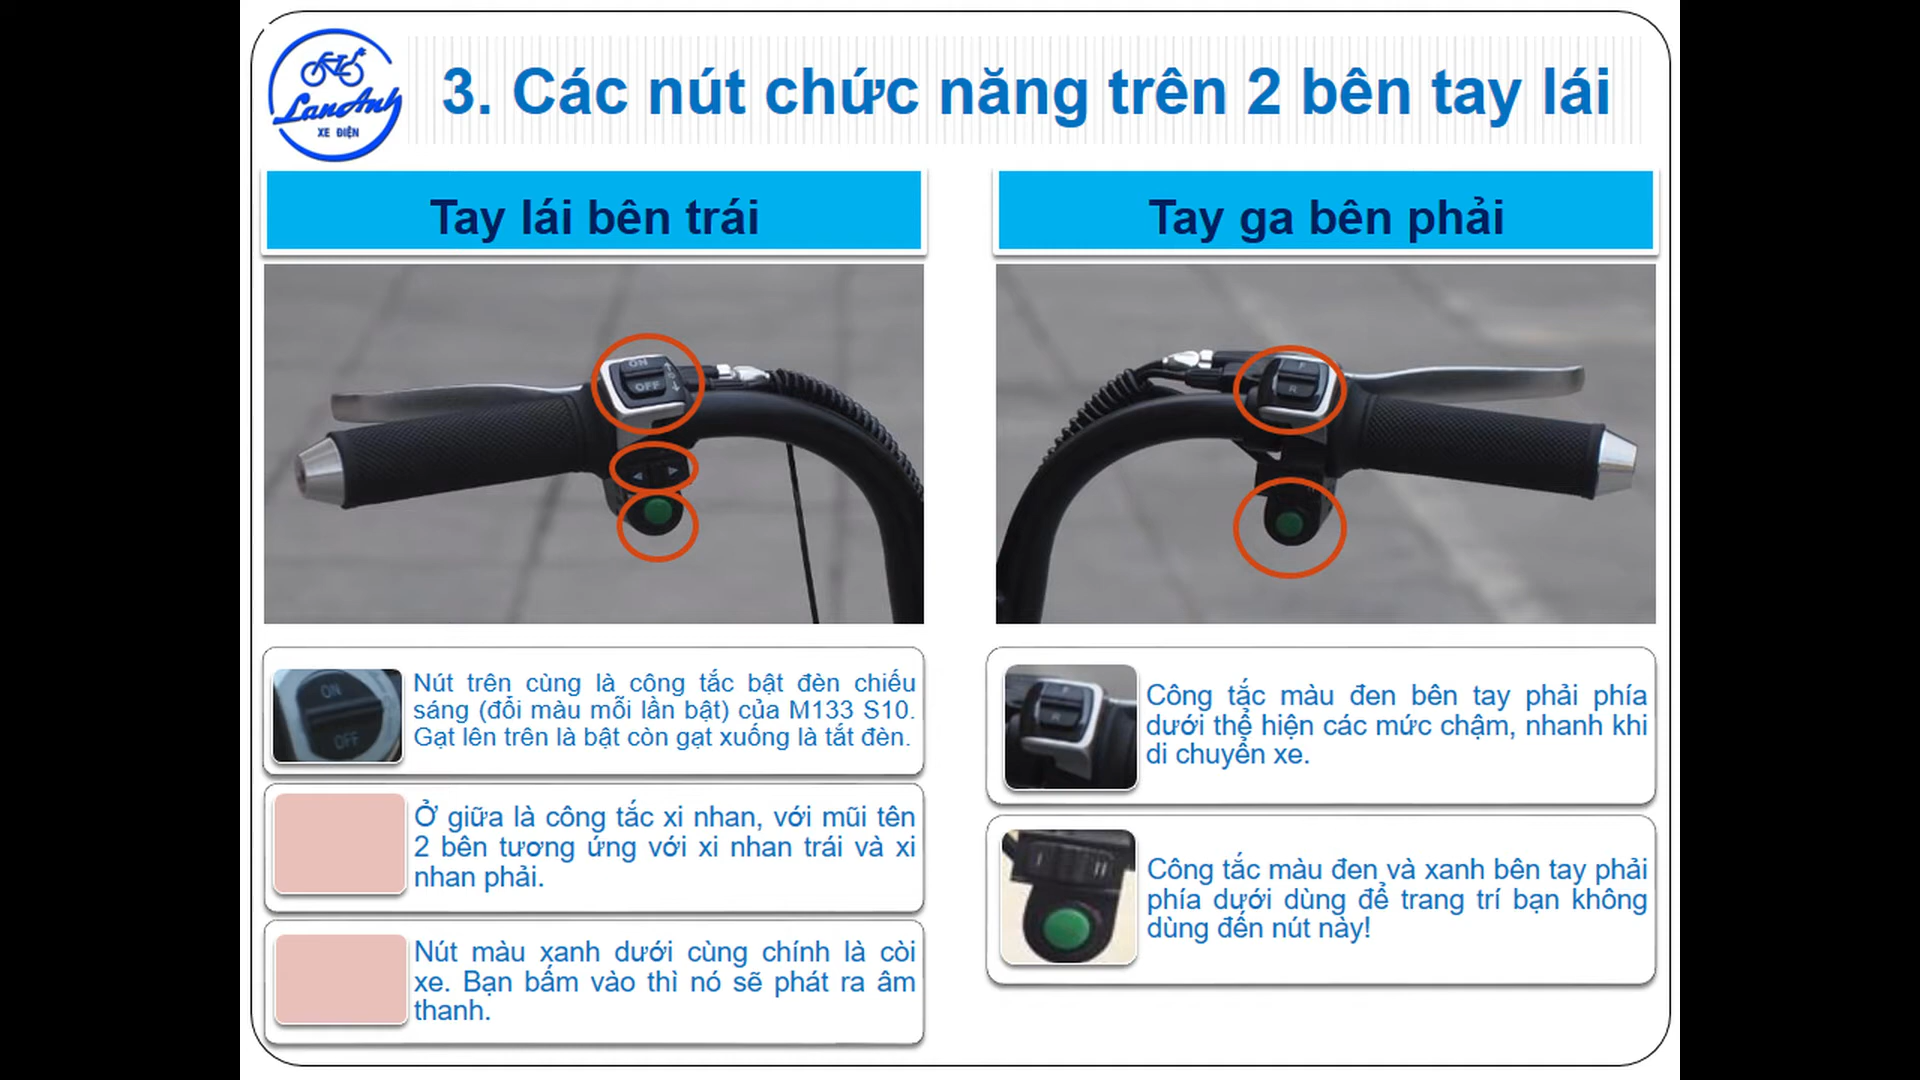 LanAnh
XE ĐIỆN
3. Các nút chức năng trên 2 bên tay lái
Tay lái bên trái
ON
OFF
Nút trên cùng là công tắc bật đèn chiếu
sáng (đổi màu mỗi lần bật) của M133 S10.
Gạt lên trên là bật còn gạt xuống là tắt đèn.
ON
OFF
Ở giữa là công tắc xi nhan, với mũi tên
2 bên tương ứng với xi nhan trái và xi
nhan phải.
Nút màu xanh dưới cùng chính là còi
xe. Bạn bấm vào thì nó sẽ phát ra âm
thanh.
Tay ga bên phải
F
R
Công tắc màu đen bên tay phải phía
dưới thể hiện các mức chậm, nhanh khi
di chuyển xe.
F
R
Công tắc màu đen và xanh bên tay phải
phía dưới dùng để trang trí bạn không
dùng đến nút này!
I II